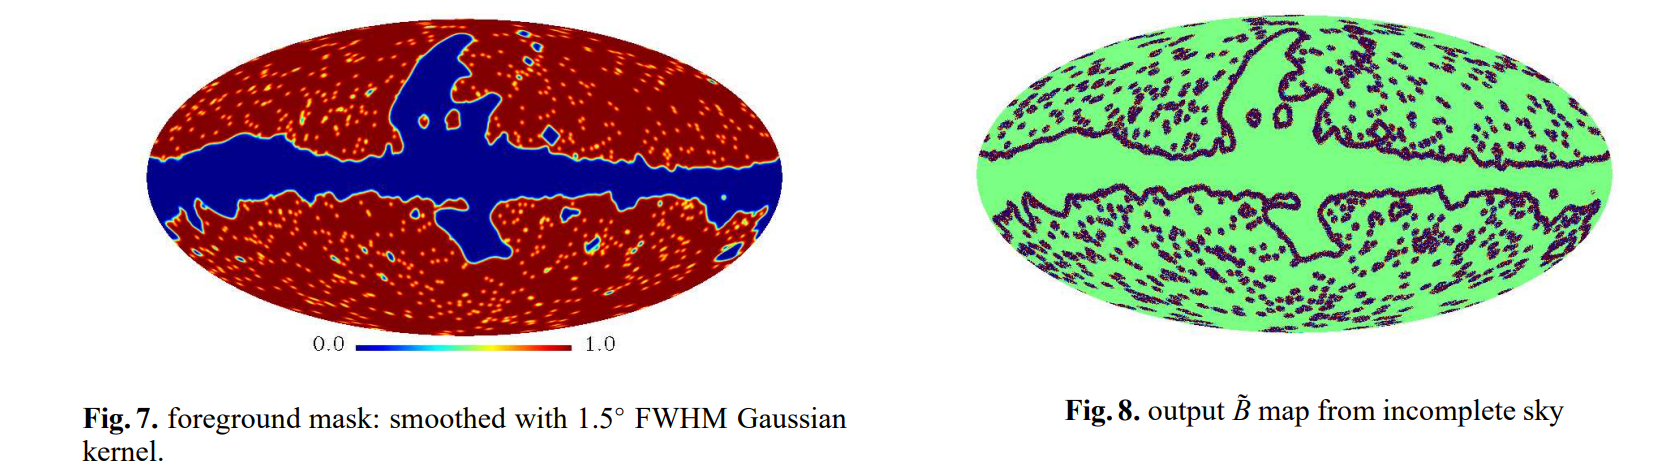 0.0 1.0
Fig. 7. foreground mask: smoothed with 1.5° FWHM Gaussian
kernel.
Fig. 8. output B̃ map from incomplete sky